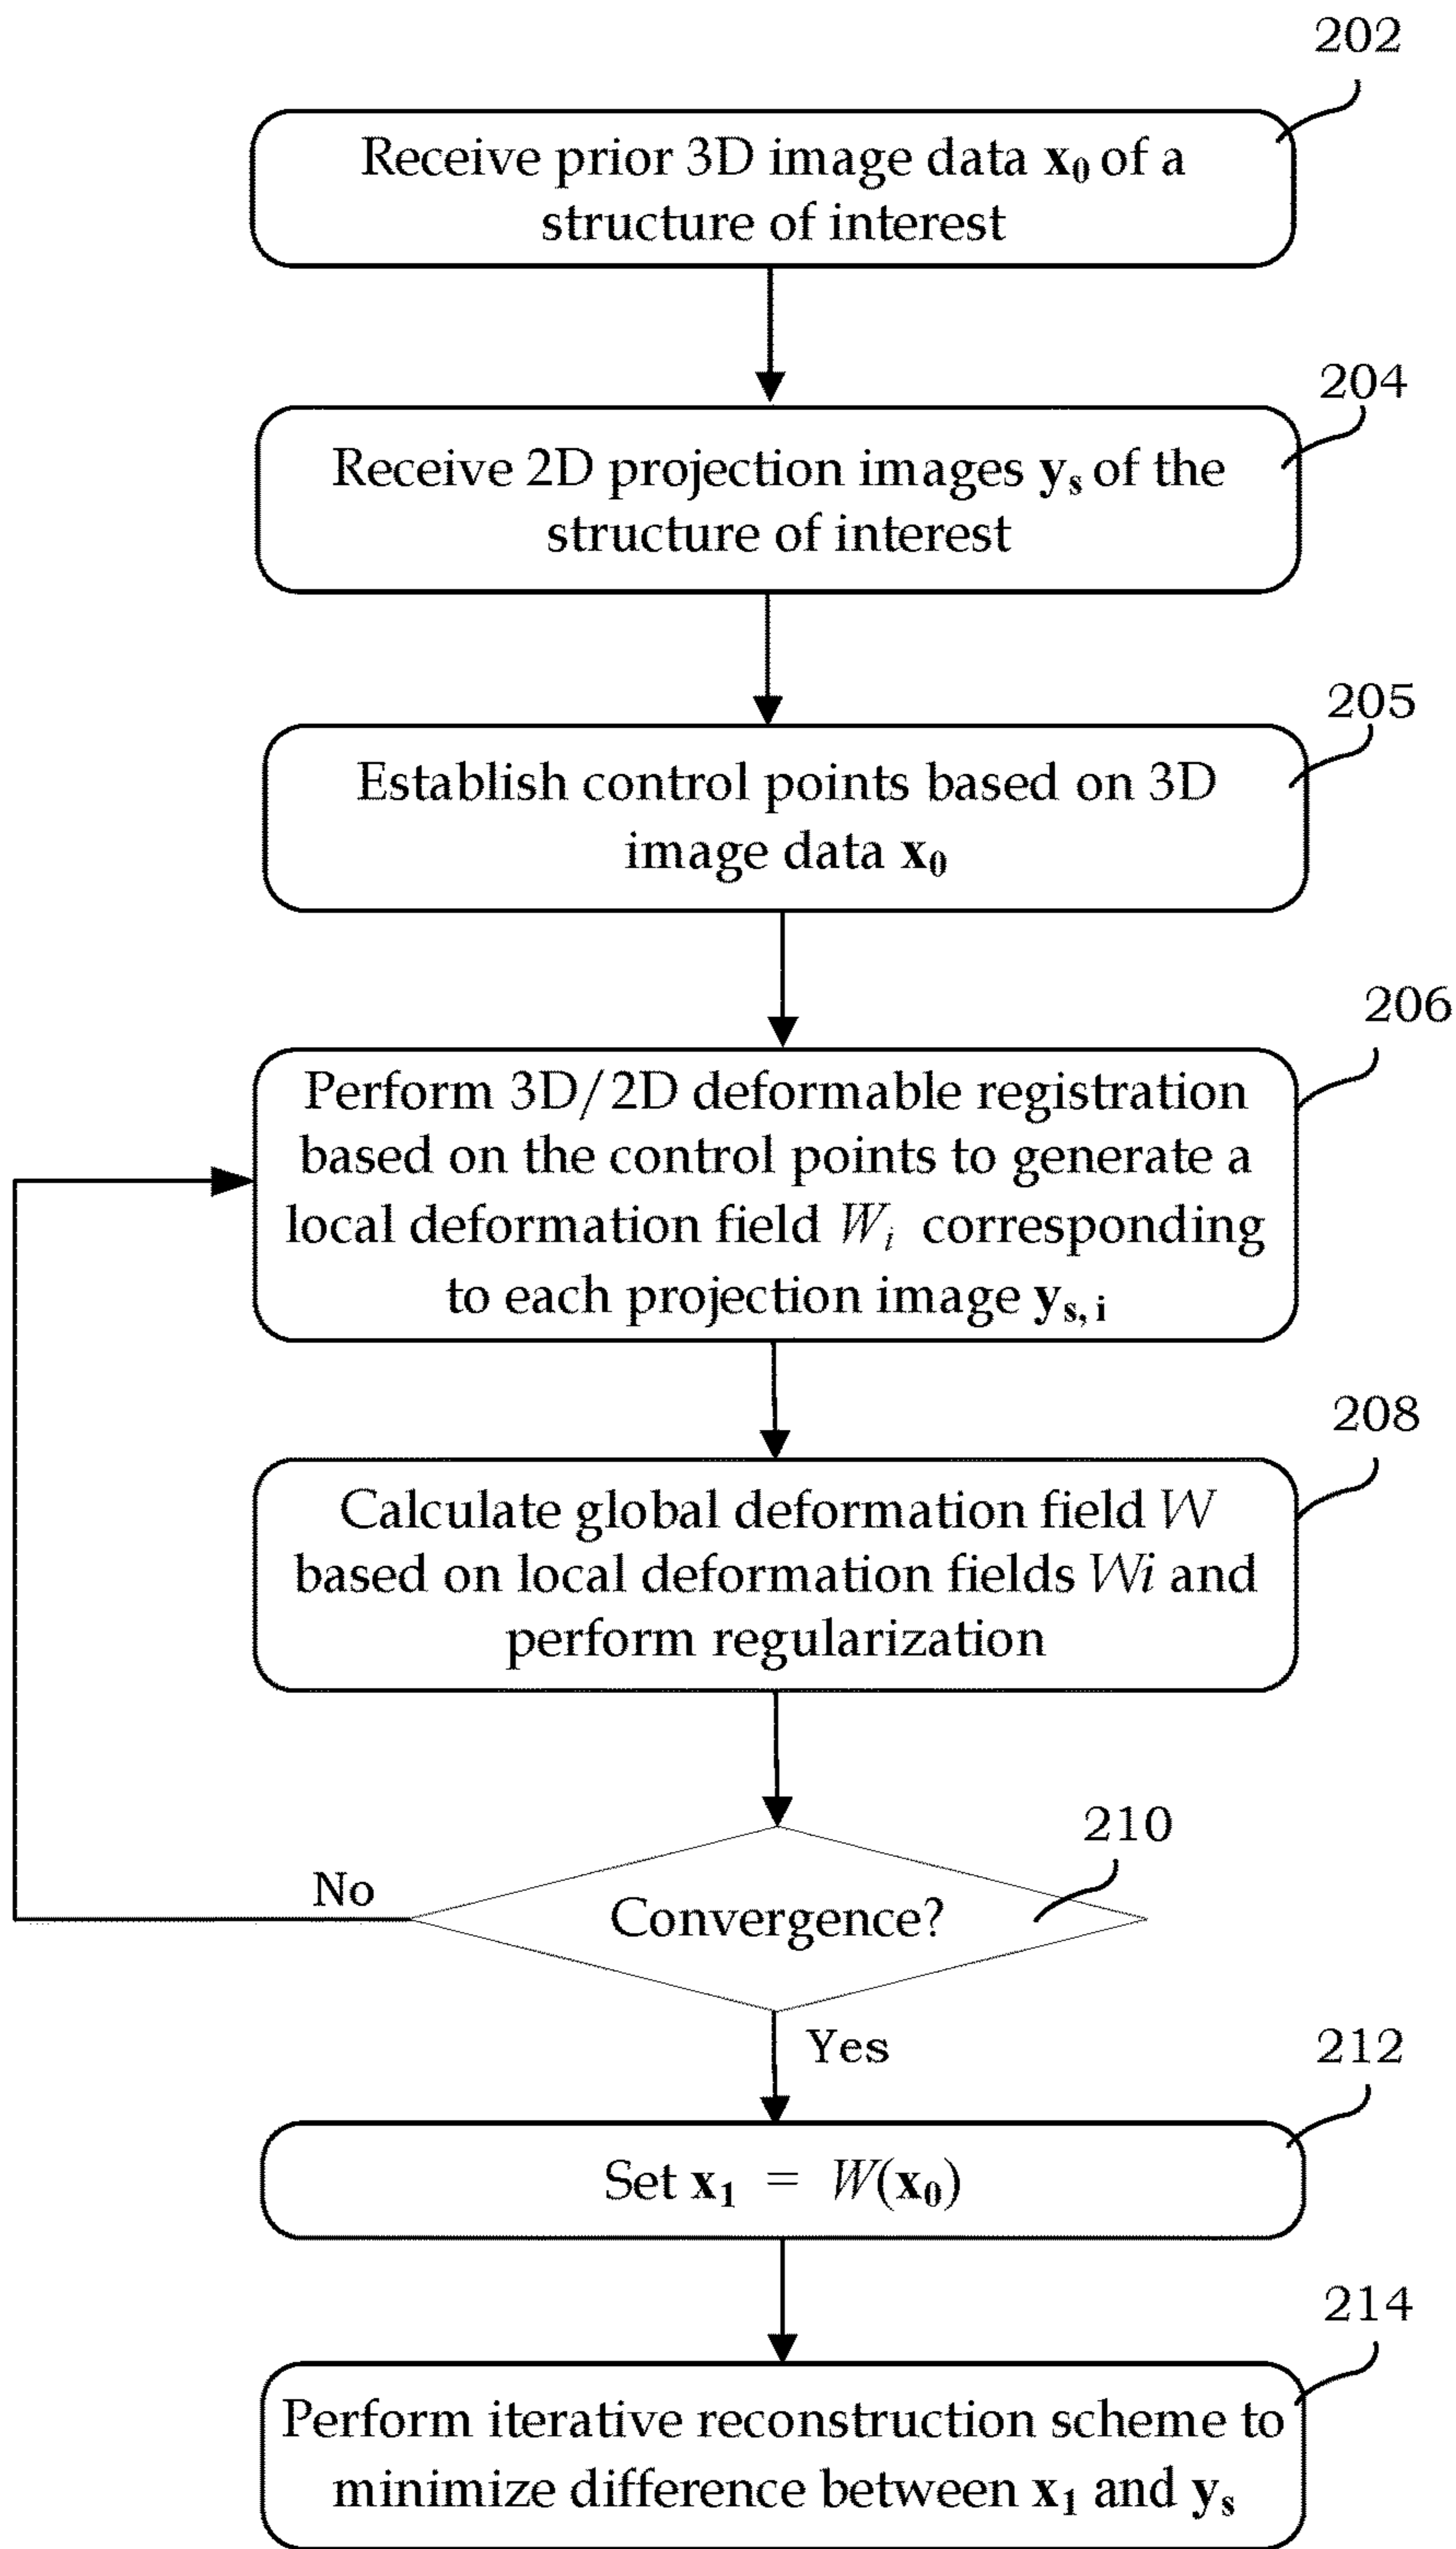 202
Receive prior 3D image data x₀ of a
structure of interest
204
Receive 2D projection images yₛ of the
structure of interest
205
Establish control points based on 3D
image data x₀
206
Perform 3D/2D deformable registration
based on the control points to generate a
local deformation field Wᵢ corresponding
to each projection image yₛ, ᵢ
208
Calculate global deformation field W
based on local deformation fields Wi and
perform regularization
210
No
Convergence?
Yes
212
Set x₁ = W(x₀)
214
Perform iterative reconstruction scheme to
minimize difference between x₁ and yₛ